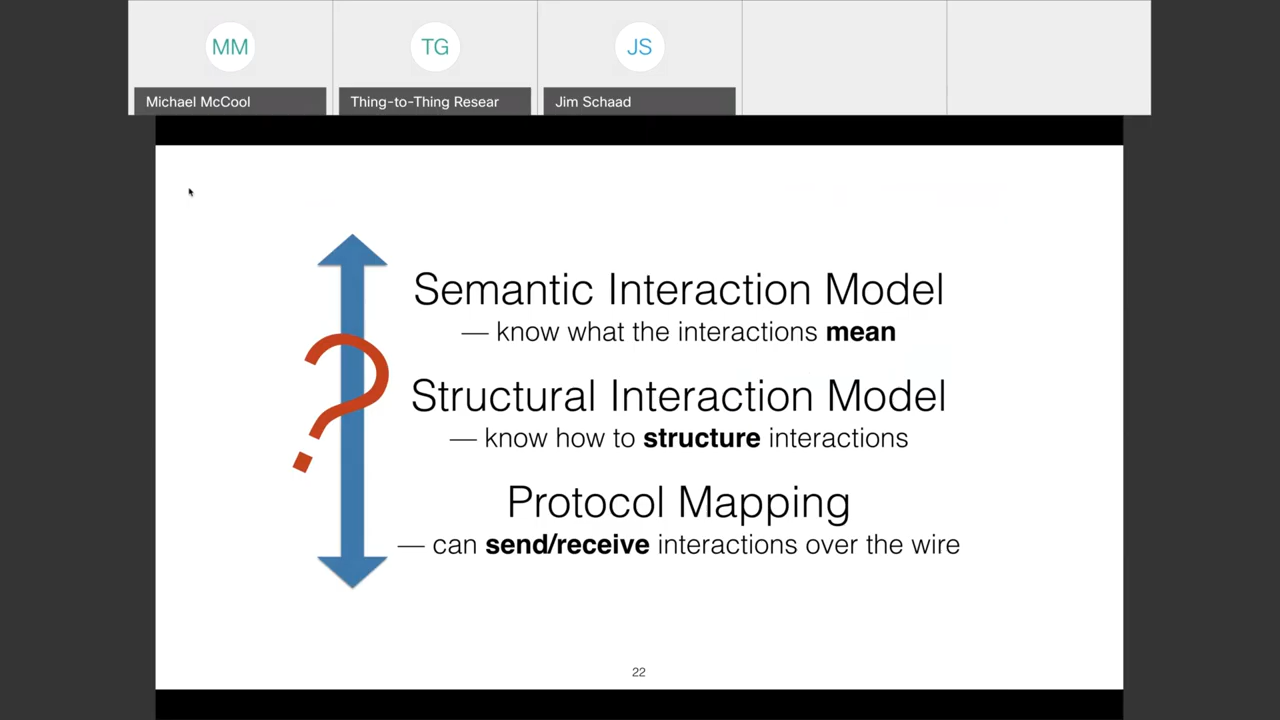 MM
TG
JS
Michael McCool
Thing-to-Thing Resear
Jim Schaad
?
Semantic Interaction Model
— know what the interactions mean
Structural Interaction Model
— know how to structure interactions
Protocol Mapping
— can send/receive interactions over the wire
22